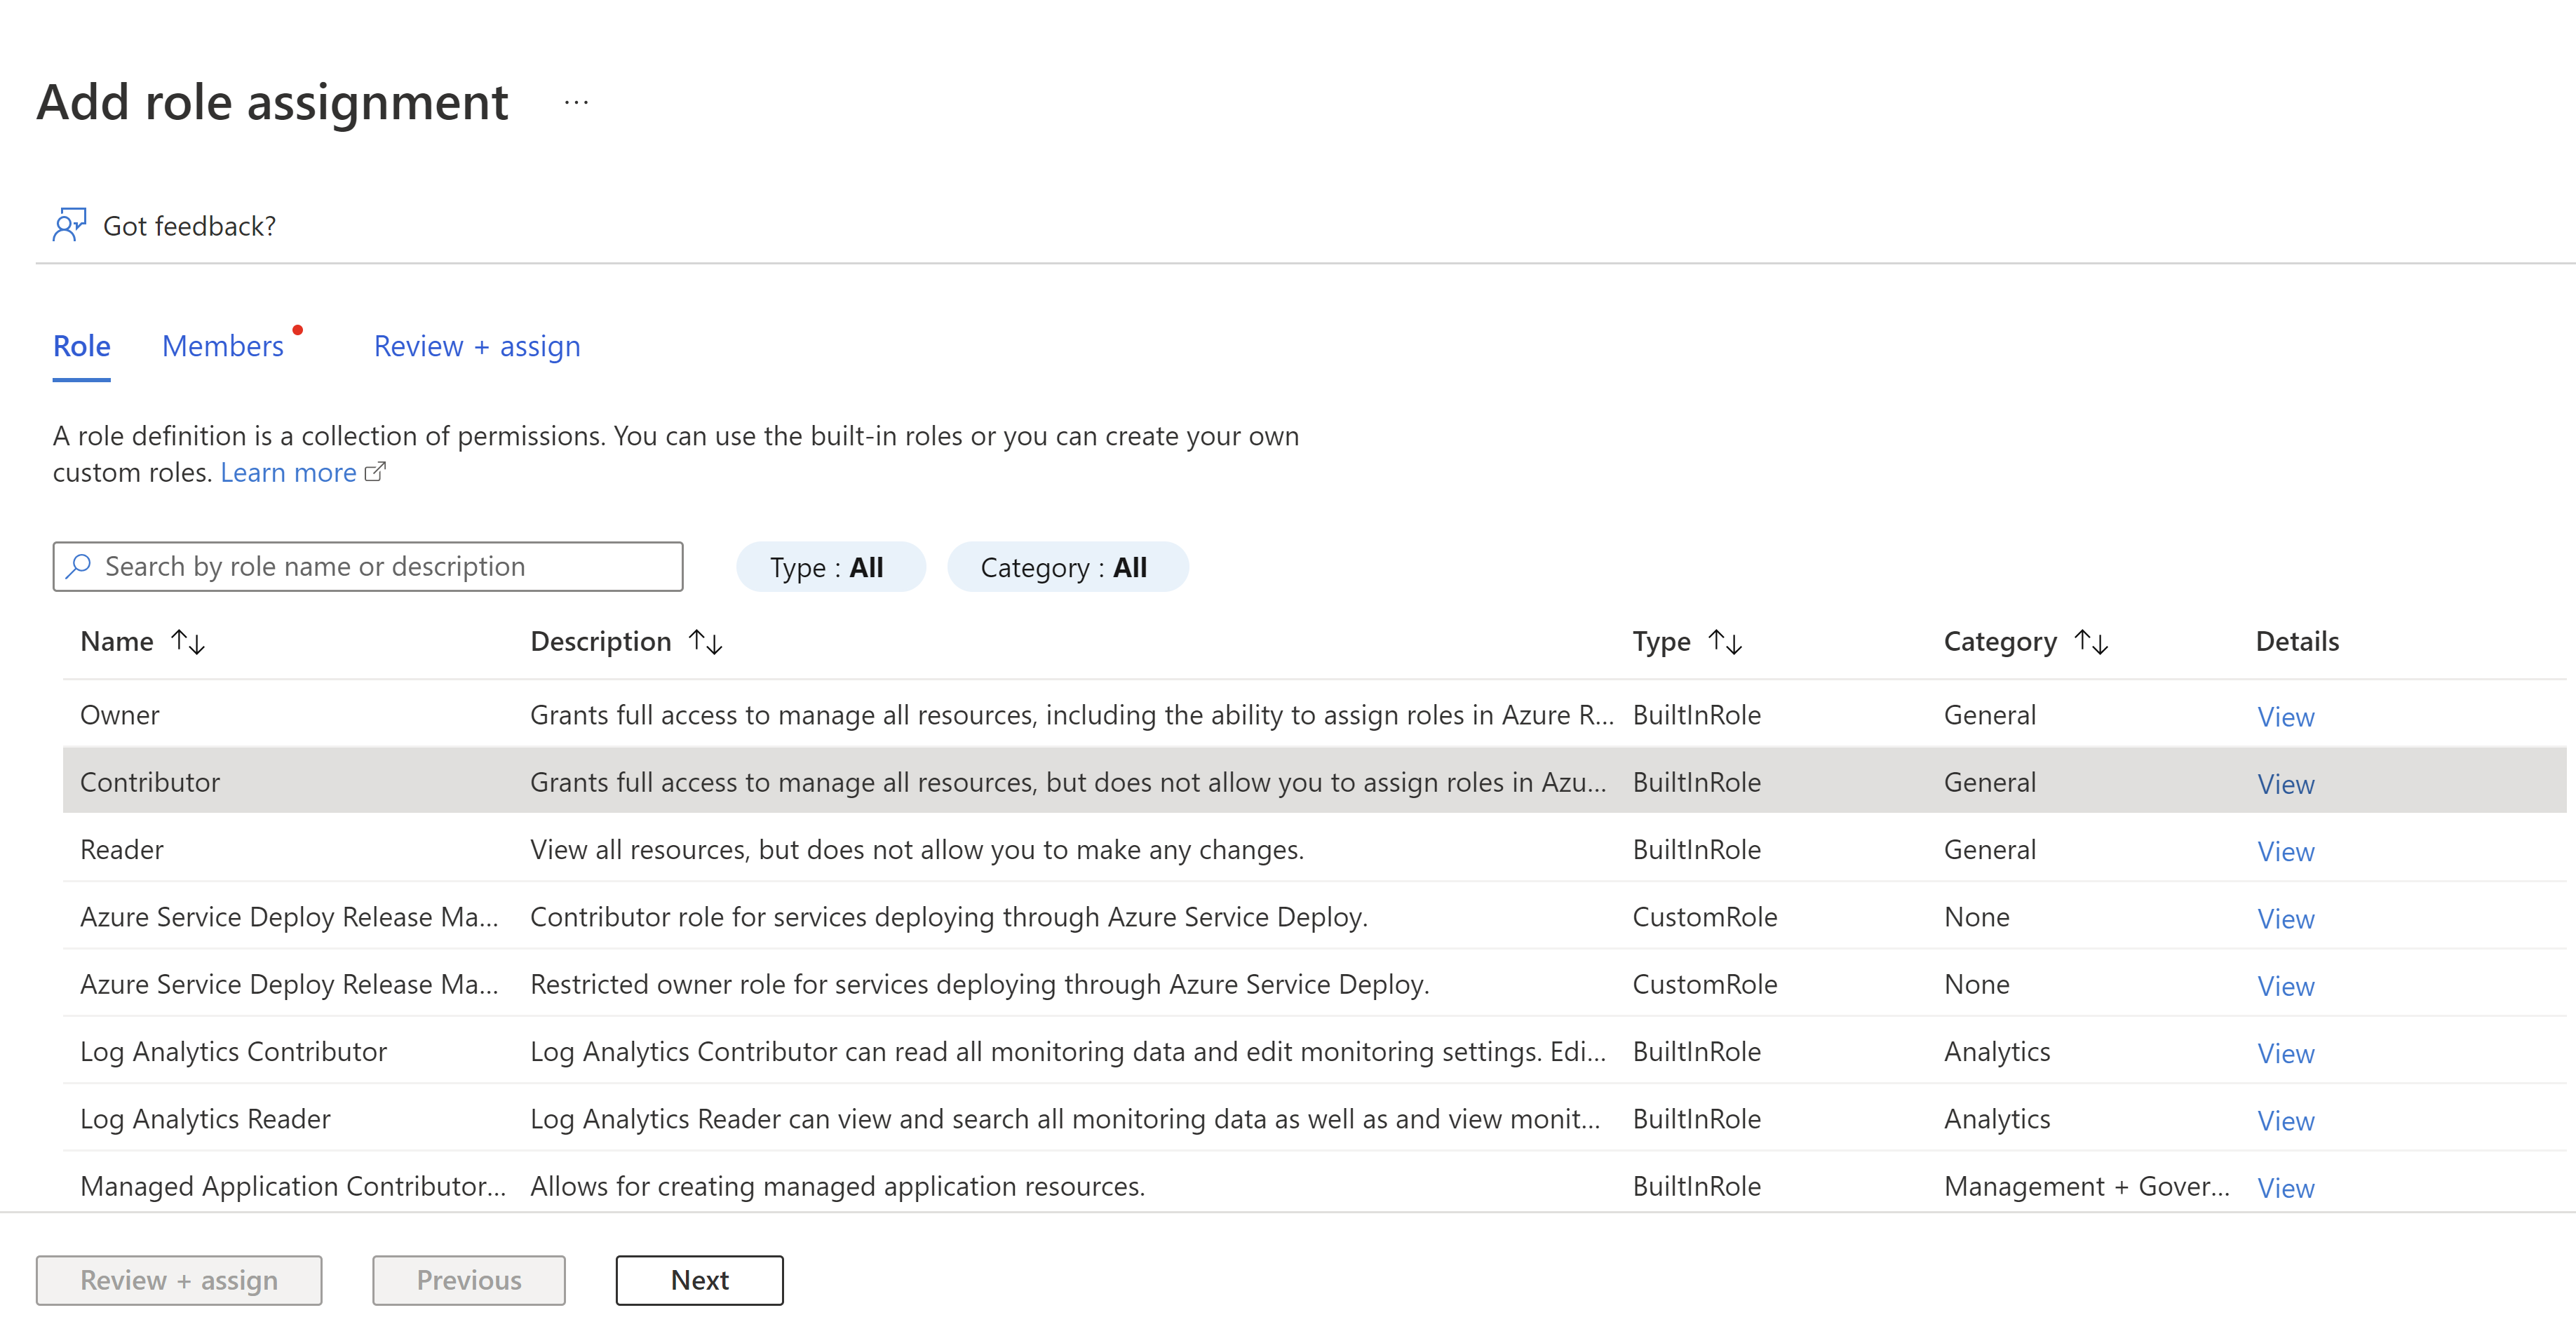 Add role assignment ...
Got feedback?
Role Members Review + assign
A role definition is a collection of permissions. You can use the built-in roles or you can create your own
custom roles. Learn more
Search by role name or description Type : All Category : All
Name Description Type Category Details
Owner Grants full access to manage all resources, including the ability to assign roles in Azure R... BuiltInRole General View
Contributor Grants full access to manage all resources, but does not allow you to assign roles in Azu... BuiltInRole General View
Reader View all resources, but does not allow you to make any changes. BuiltInRole General View
Azure Service Deploy Release Ma... Contributor role for services deploying through Azure Service Deploy. CustomRole None View
Azure Service Deploy Release Ma... Restricted owner role for services deploying through Azure Service Deploy. CustomRole None View
Log Analytics Contributor Log Analytics Contributor can read all monitoring data and edit monitoring settings. Edi... BuiltInRole Analytics View
Log Analytics Reader Log Analytics Reader can view and search all monitoring data as well as and view monit... BuiltInRole Analytics View
Managed Application Contributor... Allows for creating managed application resources. BuiltInRole Management + Gover... View
Review + assign Previous Next